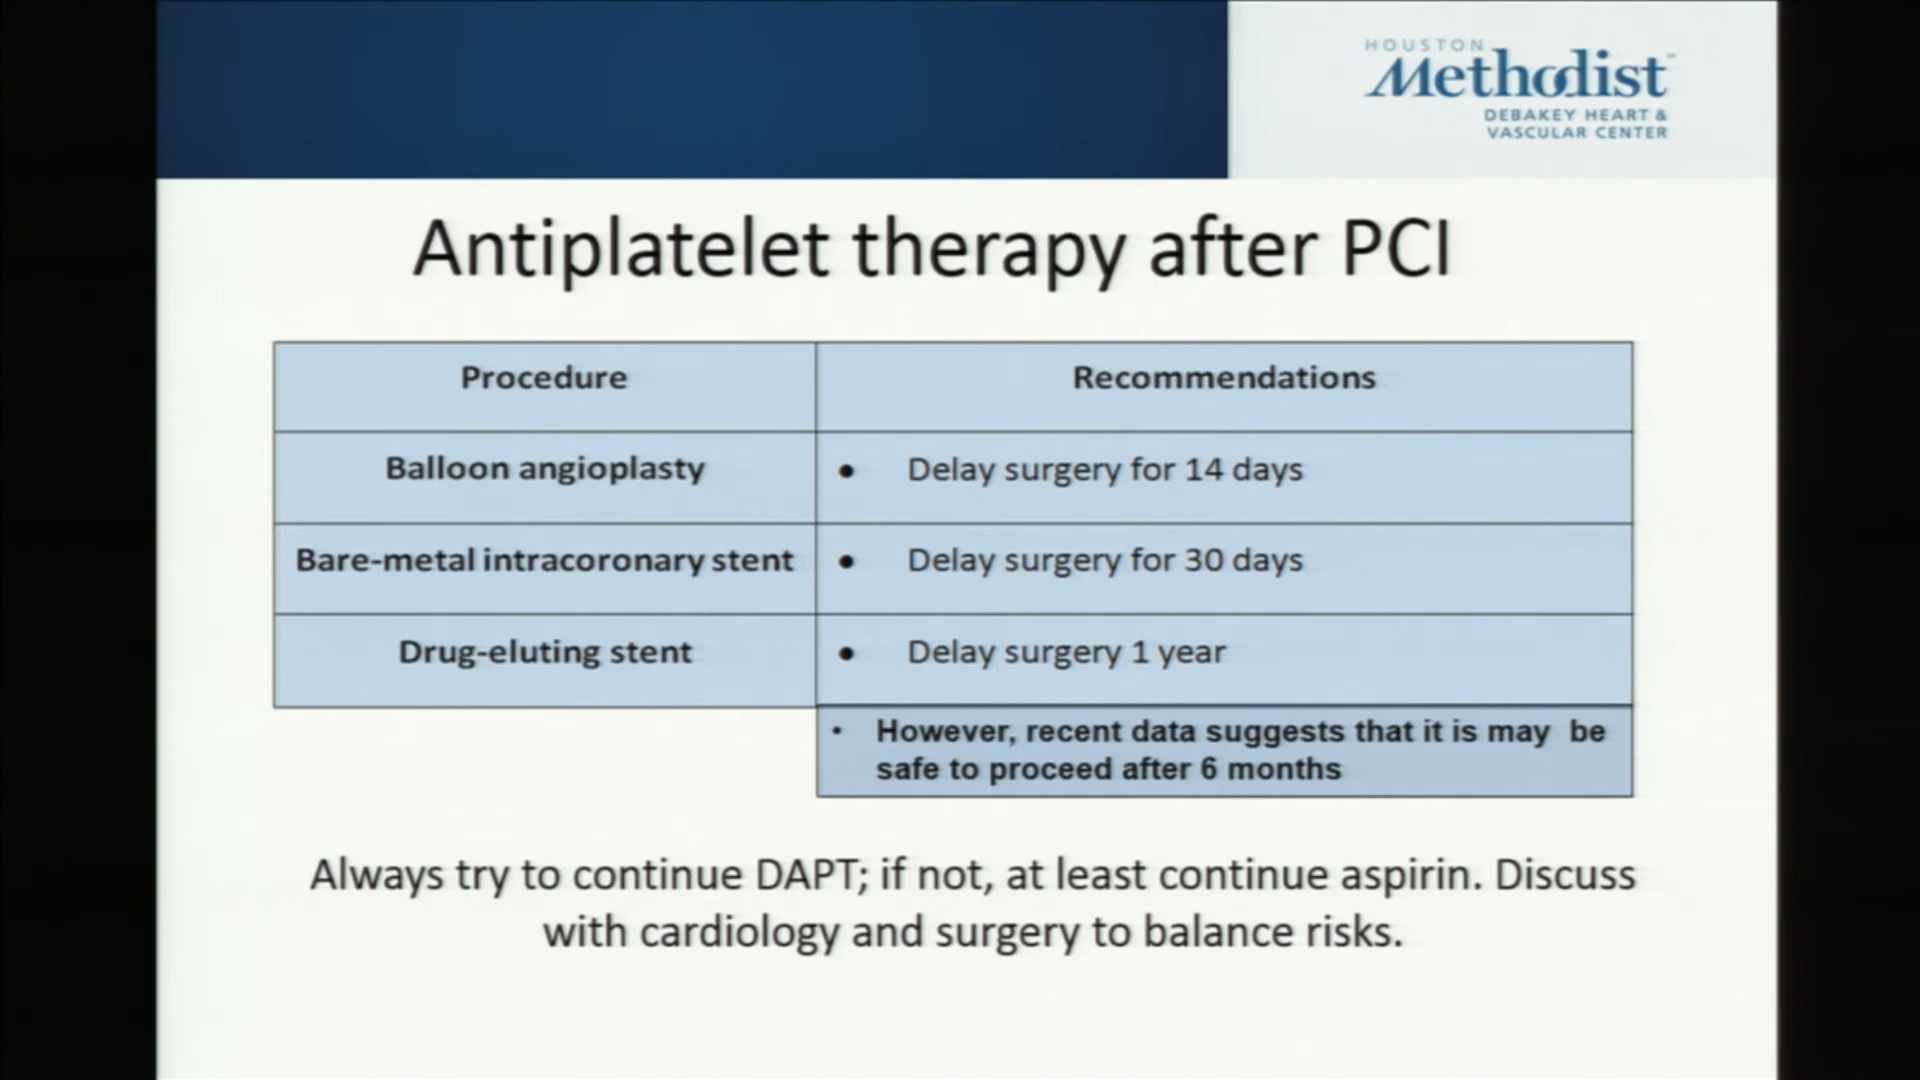 HOUSTON
Methodist
DEBAKEY HEART &
VASCULAR CENTER
Antiplatelet therapy after PCI
Procedure
Recommendations
Balloon angioplasty
• Delay surgery for 14 days
Bare-metal intracoronary stent
• Delay surgery for 30 days
Drug-eluting stent
• Delay surgery 1 year
• However, recent data suggests that it is may be
safe to proceed after 6 months
Always try to continue DAPT; if not, at least continue aspirin. Discuss
with cardiology and surgery to balance risks.